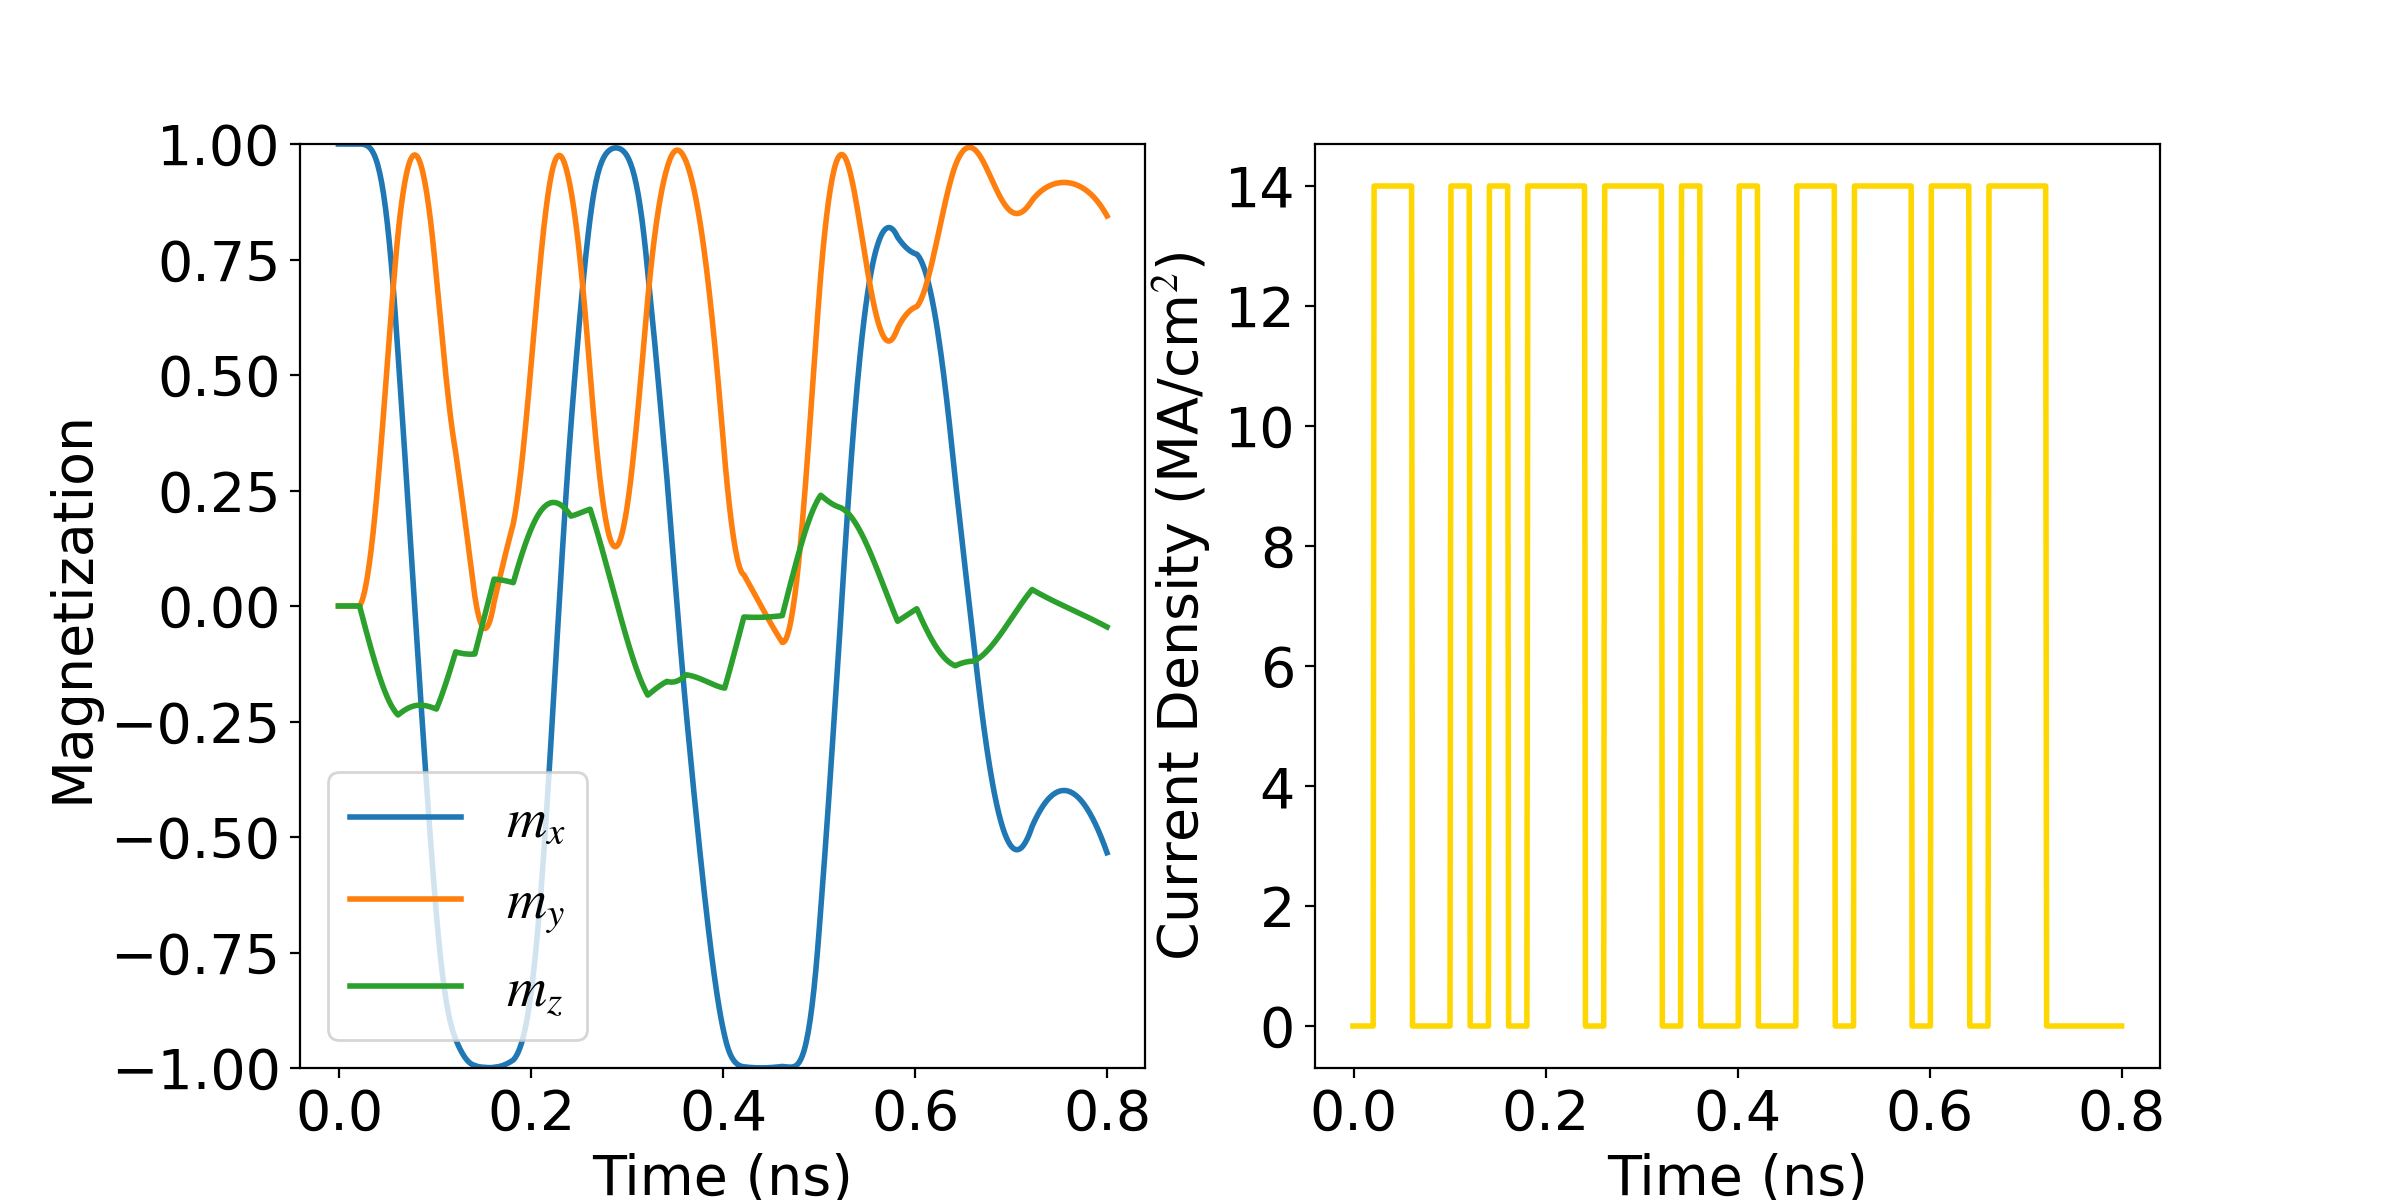 Magnetization
1.00
0.75
0.50
0.25
0.00
−0.25
−0.50
−0.75
−1.00
m_x
m_y
m_z
0.0 0.2 0.4 0.6 0.8
Time (ns)
Current Density (MA/cm²)
14
12
10
8
6
4
2
0
0.0 0.2 0.4 0.6 0.8
Time (ns)